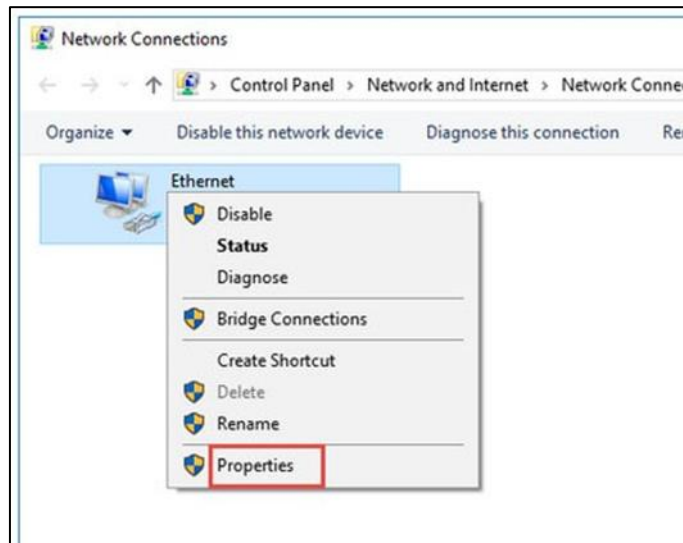 Network Connections
Control Panel > Network and Internet > Network Conne
Organize Disable this network device Diagnose this connection Re
Ethernet
Disable
Status
Diagnose
Bridge Connections
Create Shortcut
Delete
Rename
Properties